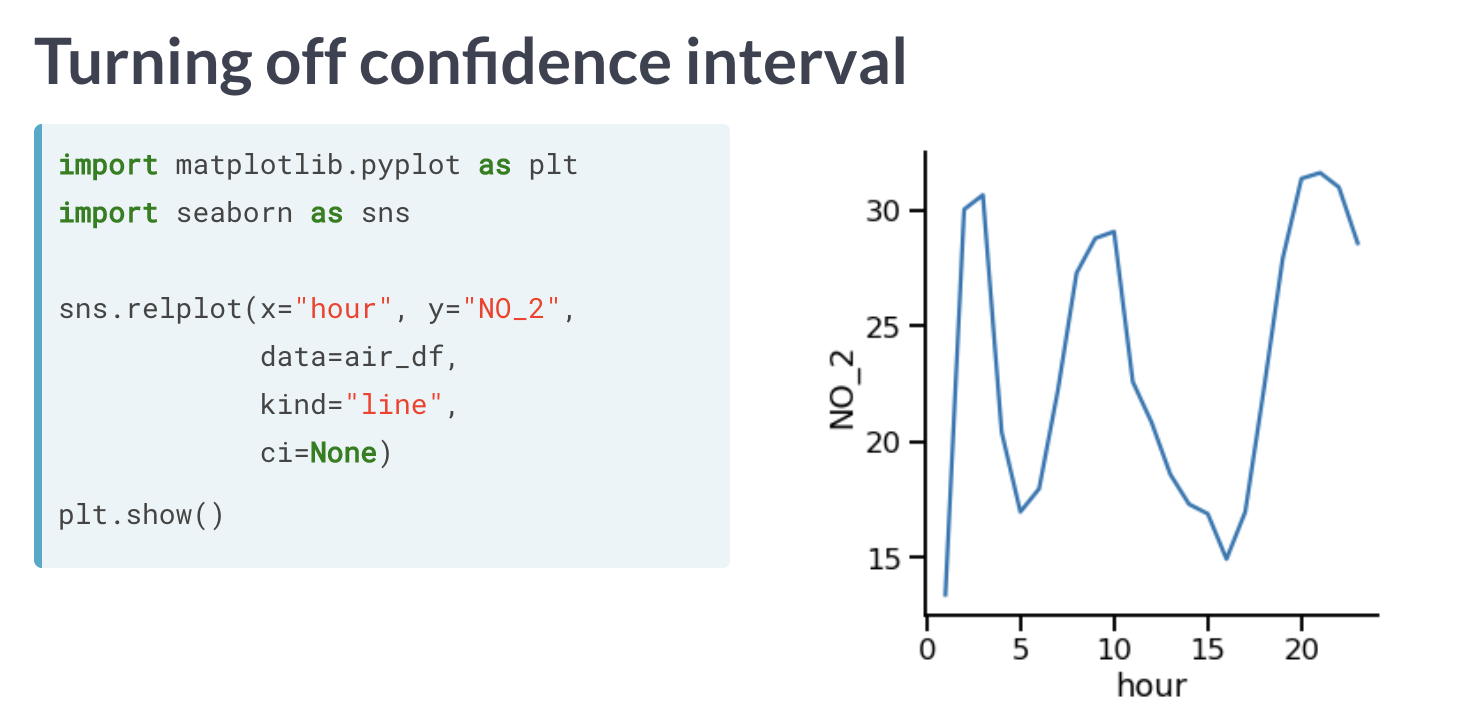 Turning off confidence interval
import matplotlib.pyplot as plt
import seaborn as sns
sns.relplot(x="hour", y="NO_2",
            data=air_df,
            kind="line",
            ci=None)
plt.show()
30
25
20
15
NO_2
0 5 10 15 20
hour